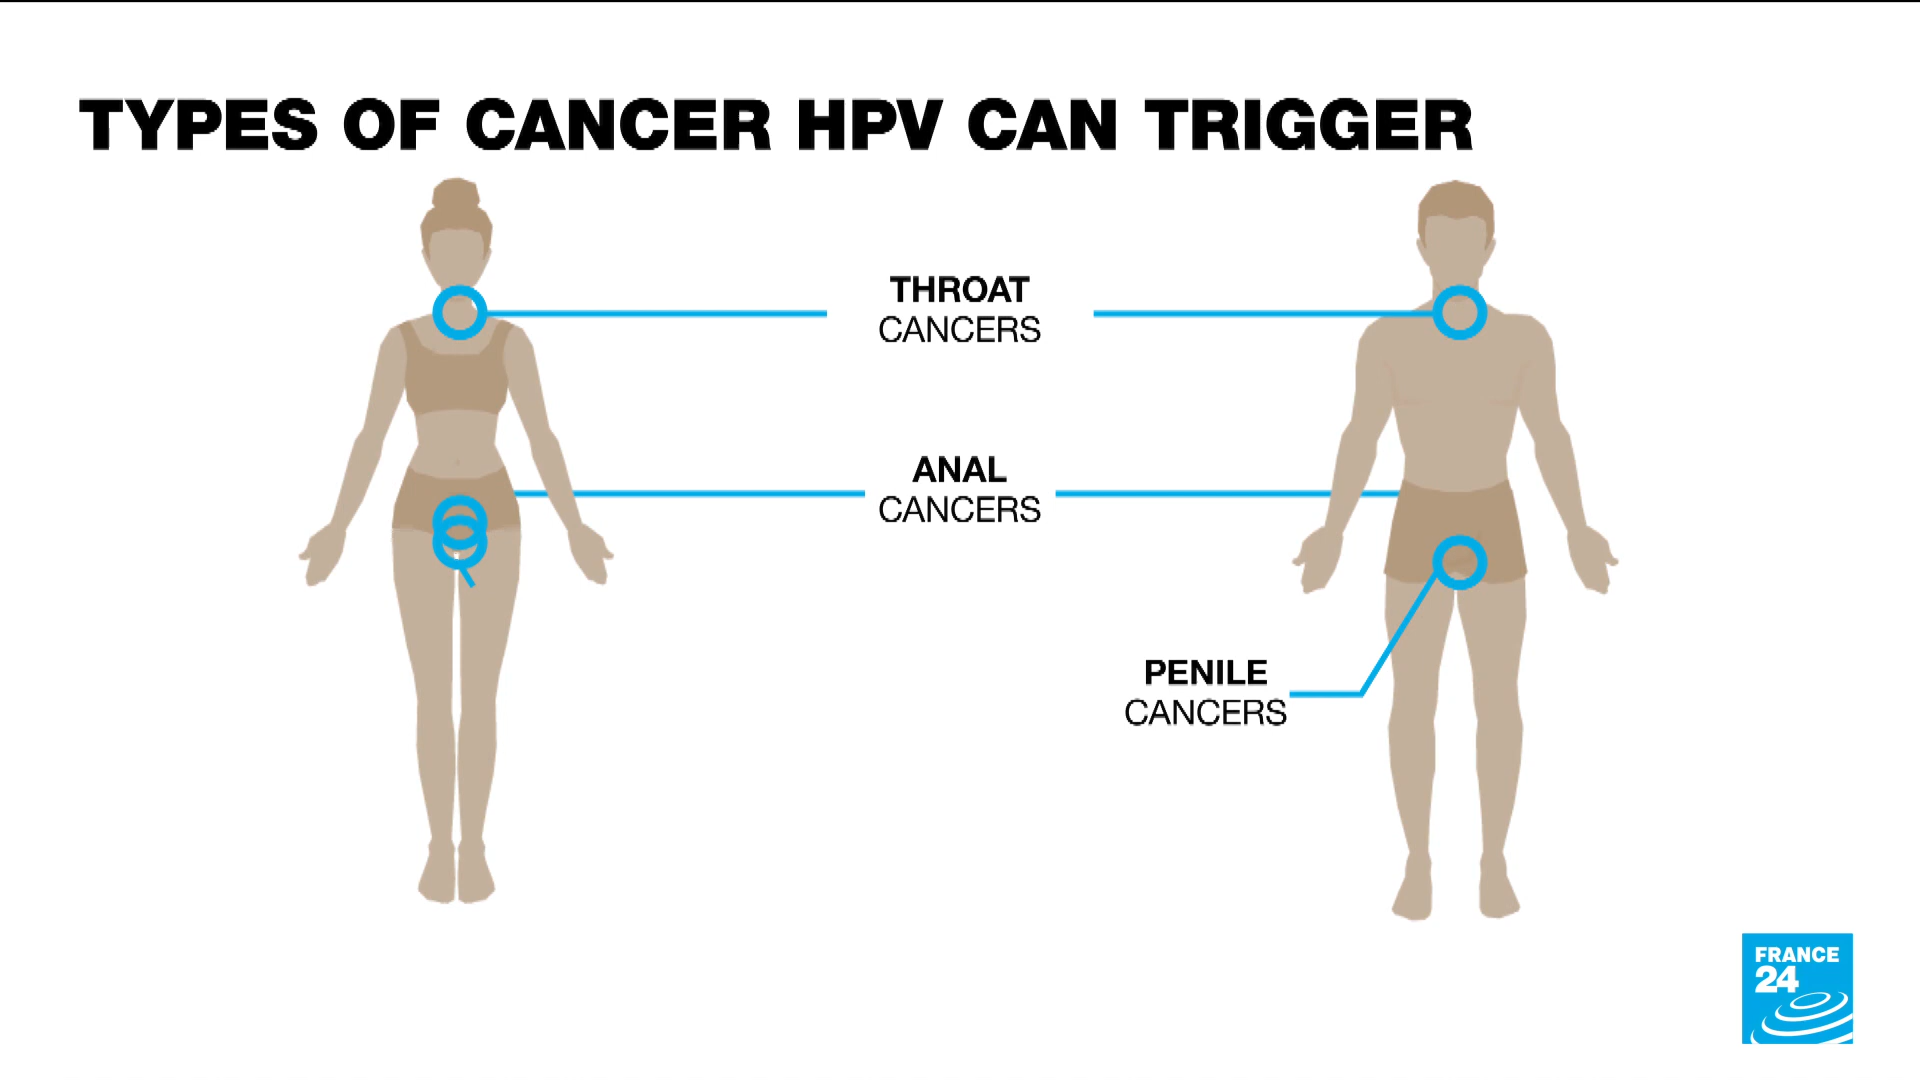 TYPES OF CANCER HPV CAN TRIGGER
THROAT
CANCERS
ANAL
CANCERS
PENILE
CANCERS
FRANCE
24